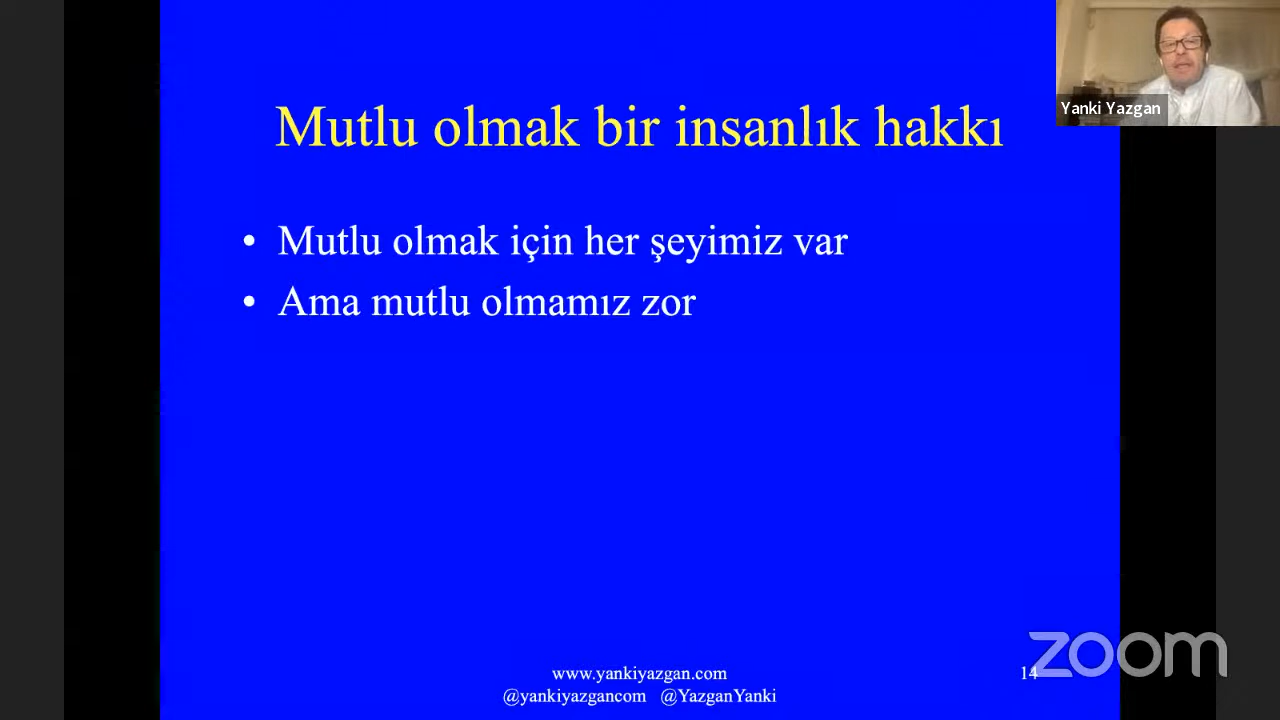 Mutlu olmak bir insanlık hakkı
Yanki Yazgan
• Mutlu olmak için her şeyimiz var
• Ama mutlu olmamız zor
www.yankiyazgan.com
@yankiyazgancom @YazganYanki
14
zoom